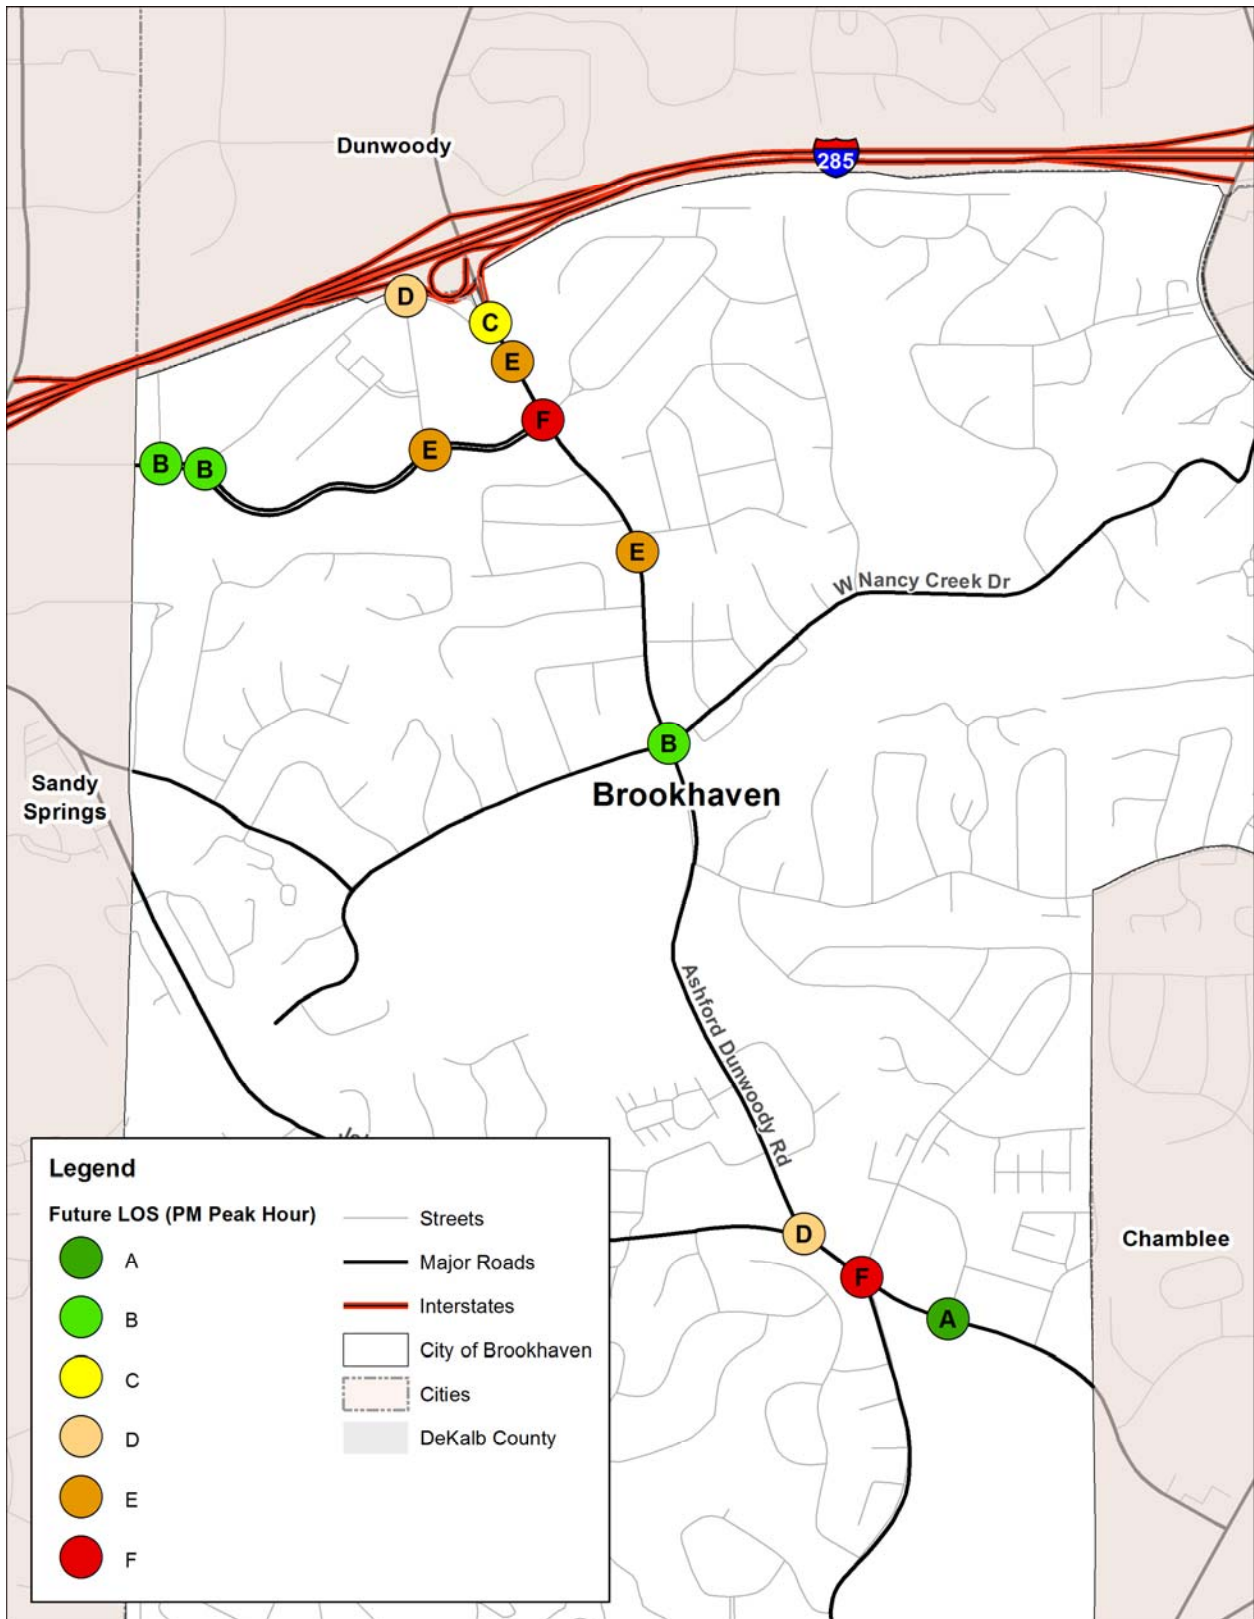 Dunwoody
285
D
C
E
F
B
B
E
E
W Nancy Creek Dr
B
Brookhaven
Sandy
Springs
Ashford Dunwoody Rd
D
F
A
Chamblee
Legend
Future LOS (PM Peak Hour)
A
B
C
D
E
F
Streets
Major Roads
Interstates
City of Brookhaven
Cities
DeKalb County